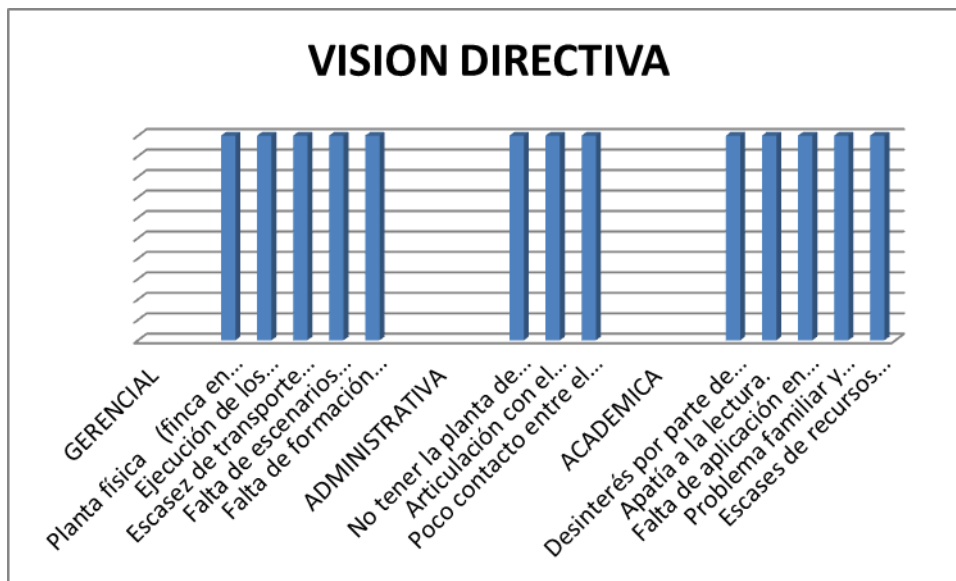 VISION DIRECTIVA
GERENCIAL
Planta física (finca en...
Ejecución de los...
Escasez de transporte...
Falta de escenarios...
Falta de formación...
ADMINISTRATIVA
No tener la planta de...
Articulación con el...
Poco contacto entre el...
ACADEMICA
Desinterés por parte de...
Apatía a la lectura.
Falta de aplicación en...
Problema familiar y...
Escases de recursos...